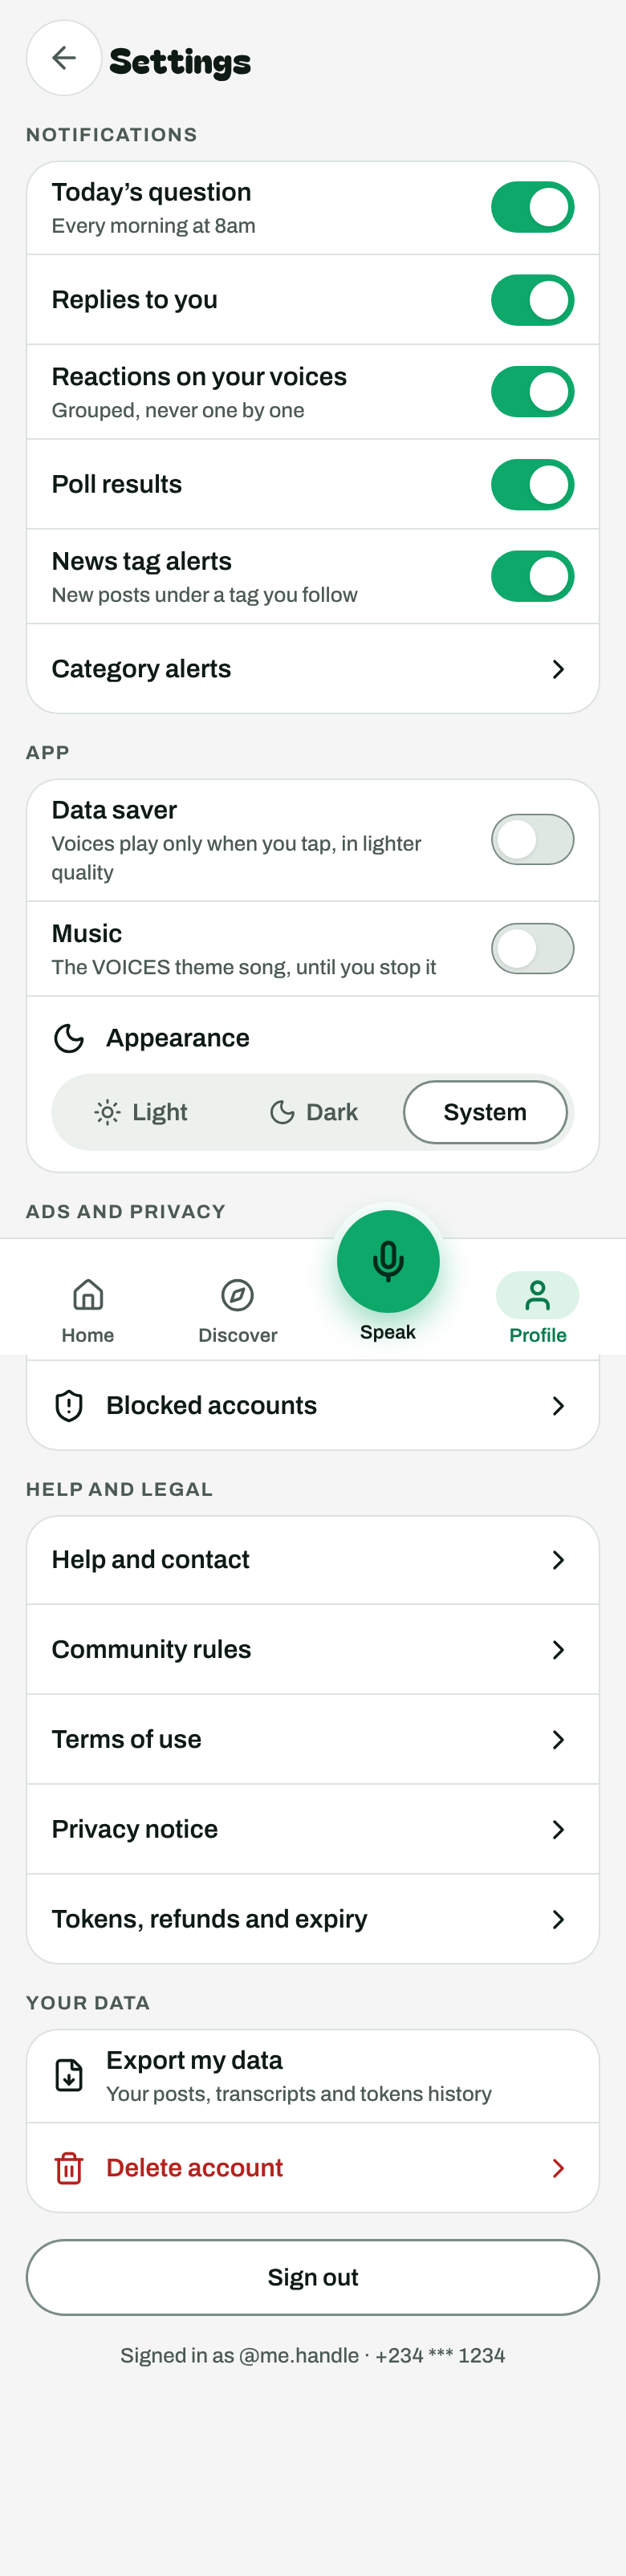 Settings
NOTIFICATIONS
Today’s question
Every morning at 8am
Replies to you
Reactions on your voices
Grouped, never one by one
Poll results
News tag alerts
New posts under a tag you follow
Category alerts
APP
Data saver
Voices play only when you tap, in lighter
quality
Music
The VOICES theme song, until you stop it
Appearance
Light
Dark
System
ADS AND PRIVACY
Home
Discover
Speak
Profile
Blocked accounts
HELP AND LEGAL
Help and contact
Community rules
Terms of use
Privacy notice
Tokens, refunds and expiry
YOUR DATA
Export my data
Your posts, transcripts and tokens history
Delete account
Sign out
Signed in as @me.handle · +234 *** 1234